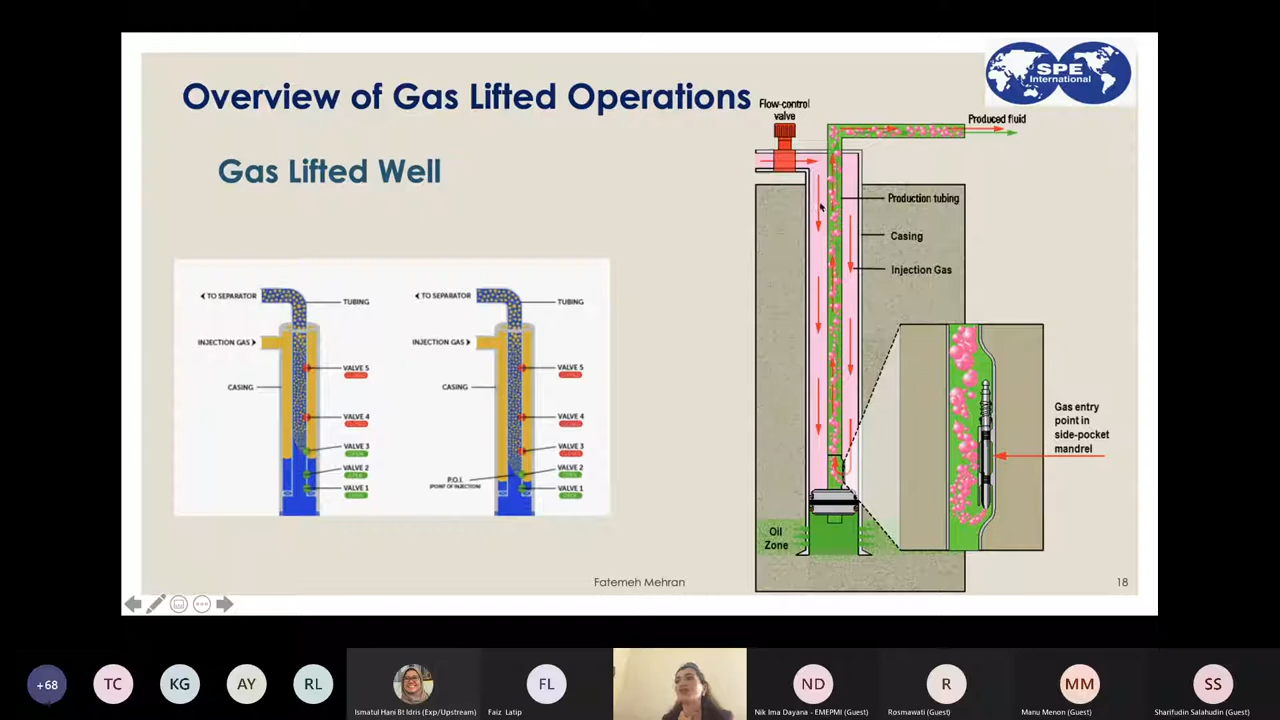 Overview of Gas Lifted Operations
Gas Lifted Well
SPE
International
Flow-control
valve
Produced fluid
Production tubing
Casing
Injection Gas
Gas entry
point in
side-pocket
mandrel
Oil
Zone
TO SEPARATOR
TUBING
INJECTION GAS
CASING
VALVE 5
VALVE 4
VALVE 3
VALVE 2
VALVE 1
TO SEPARATOR
TUBING
INJECTION GAS
CASING
VALVE 5
VALVE 4
VALVE 3
VALVE 2
P.O.I.
(POINT OF INJECTION)
VALVE 1
Fatemeh Mehran
18
+68
TC
KG
AY
RL
Ismatul Hani Bt Idris (Exp/Upstream)
FL
Faiz Latip
ND
Nik Ima Dayana - EMEPMI (Guest)
R
Rosmawati (Guest)
MM
Manu Menon (Guest)
SS
Sharifudin Salahudin (Guest)